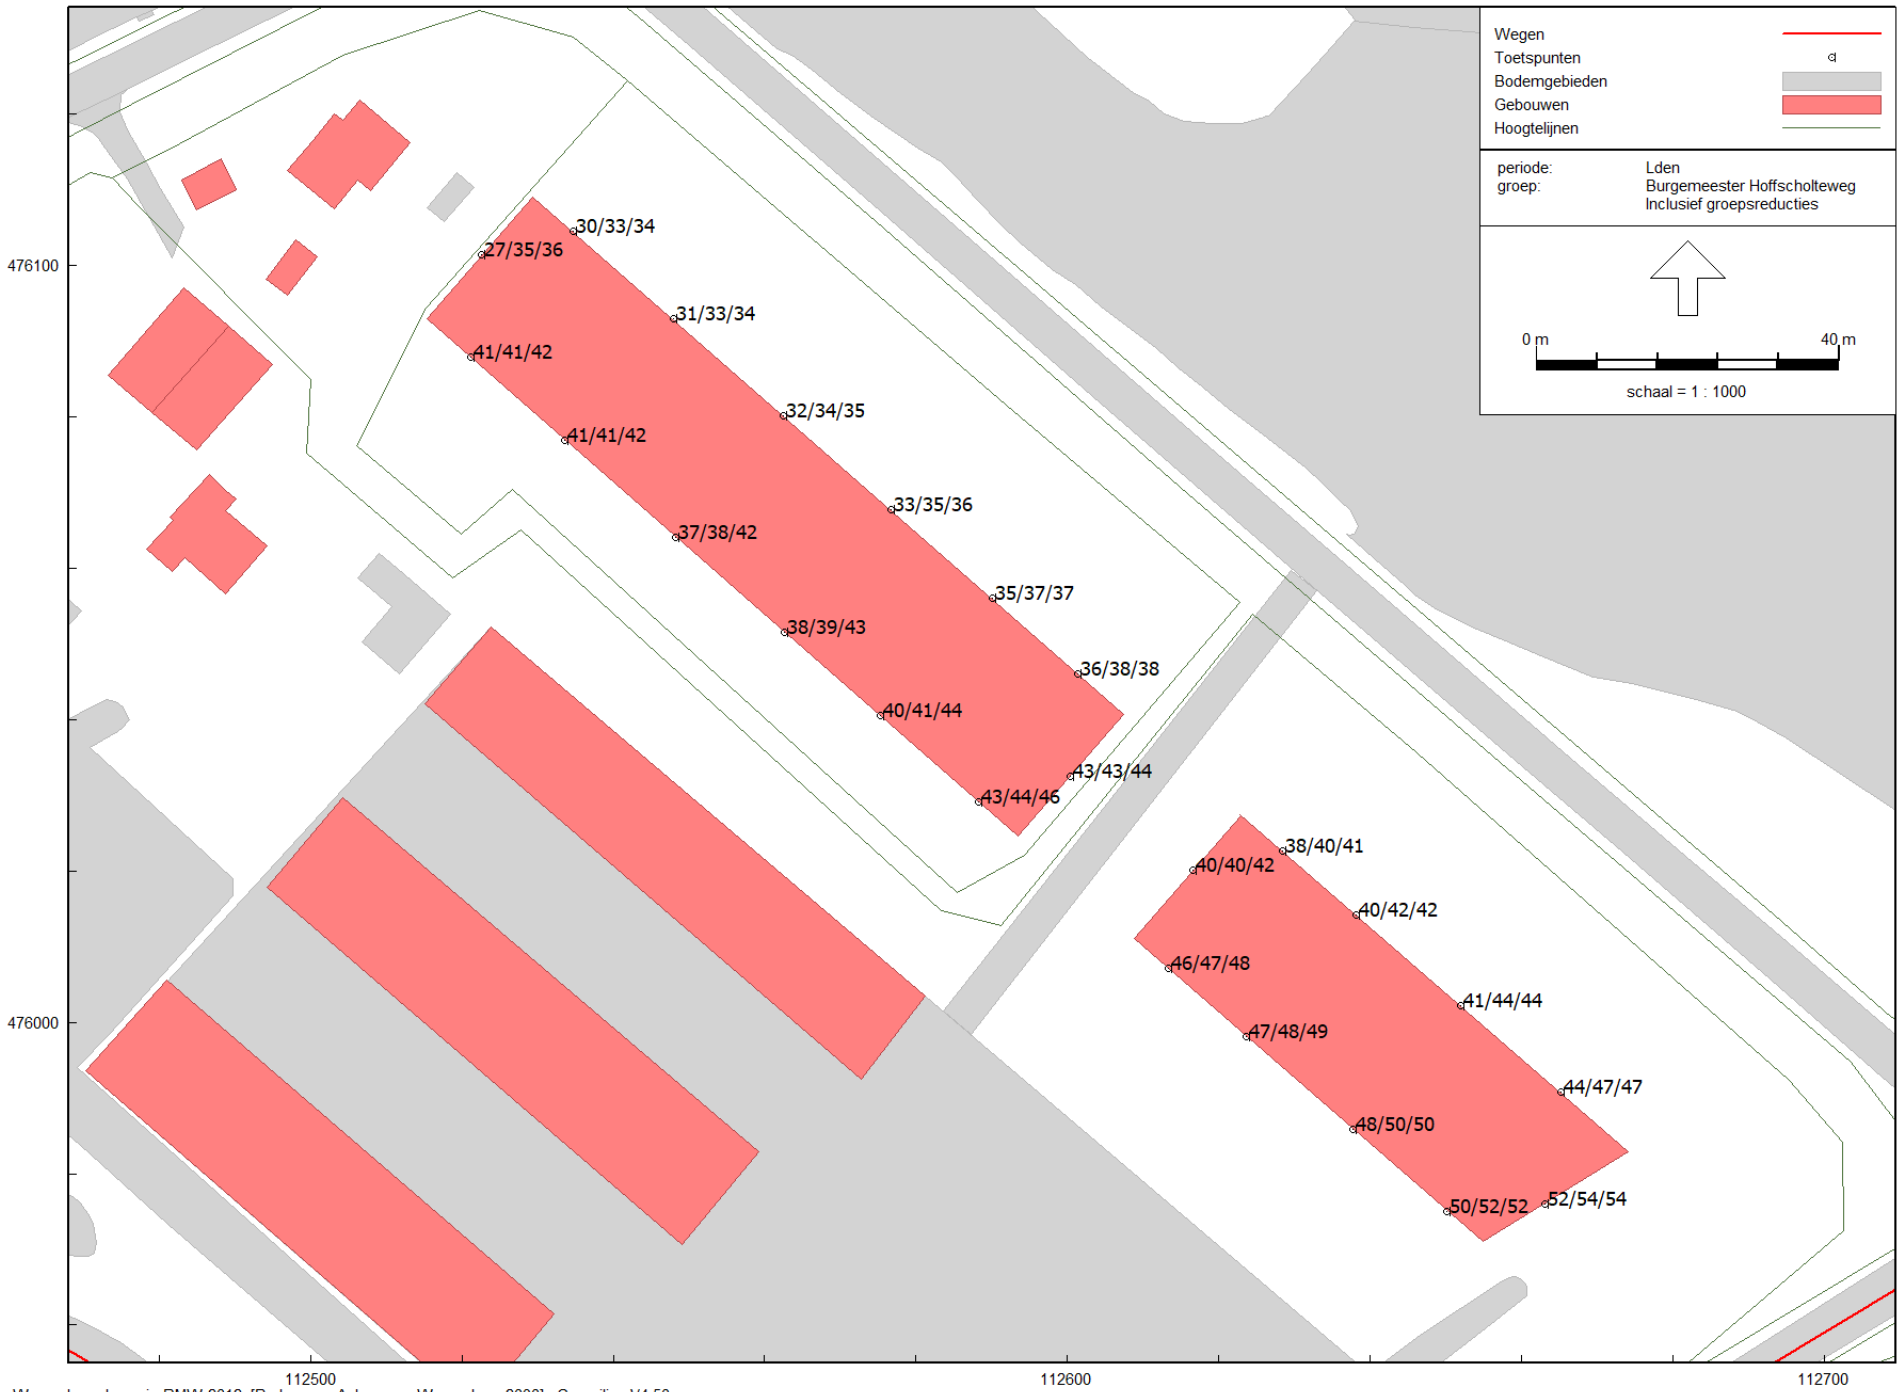 Wegen
Toetspunten
Bodemgebieden
Gebouwen
Hoogtelijnen
periode: Lden
groep: Burgemeester Hoffscholteweg
Inclusief groepsreducties
0 m 40 m
schaal = 1 : 1000
30/33/34
27/35/36
476100
31/33/34
41/41/42
32/34/35
41/41/42
33/35/36
37/38/42
35/37/37
38/39/43
36/38/38
40/41/44
43/43/44
43/44/46
38/40/41
40/40/42
40/42/42
46/47/48
41/44/44
476000
47/48/49
44/47/47
48/50/50
52/54/54
50/52/52
112500
112600
112700